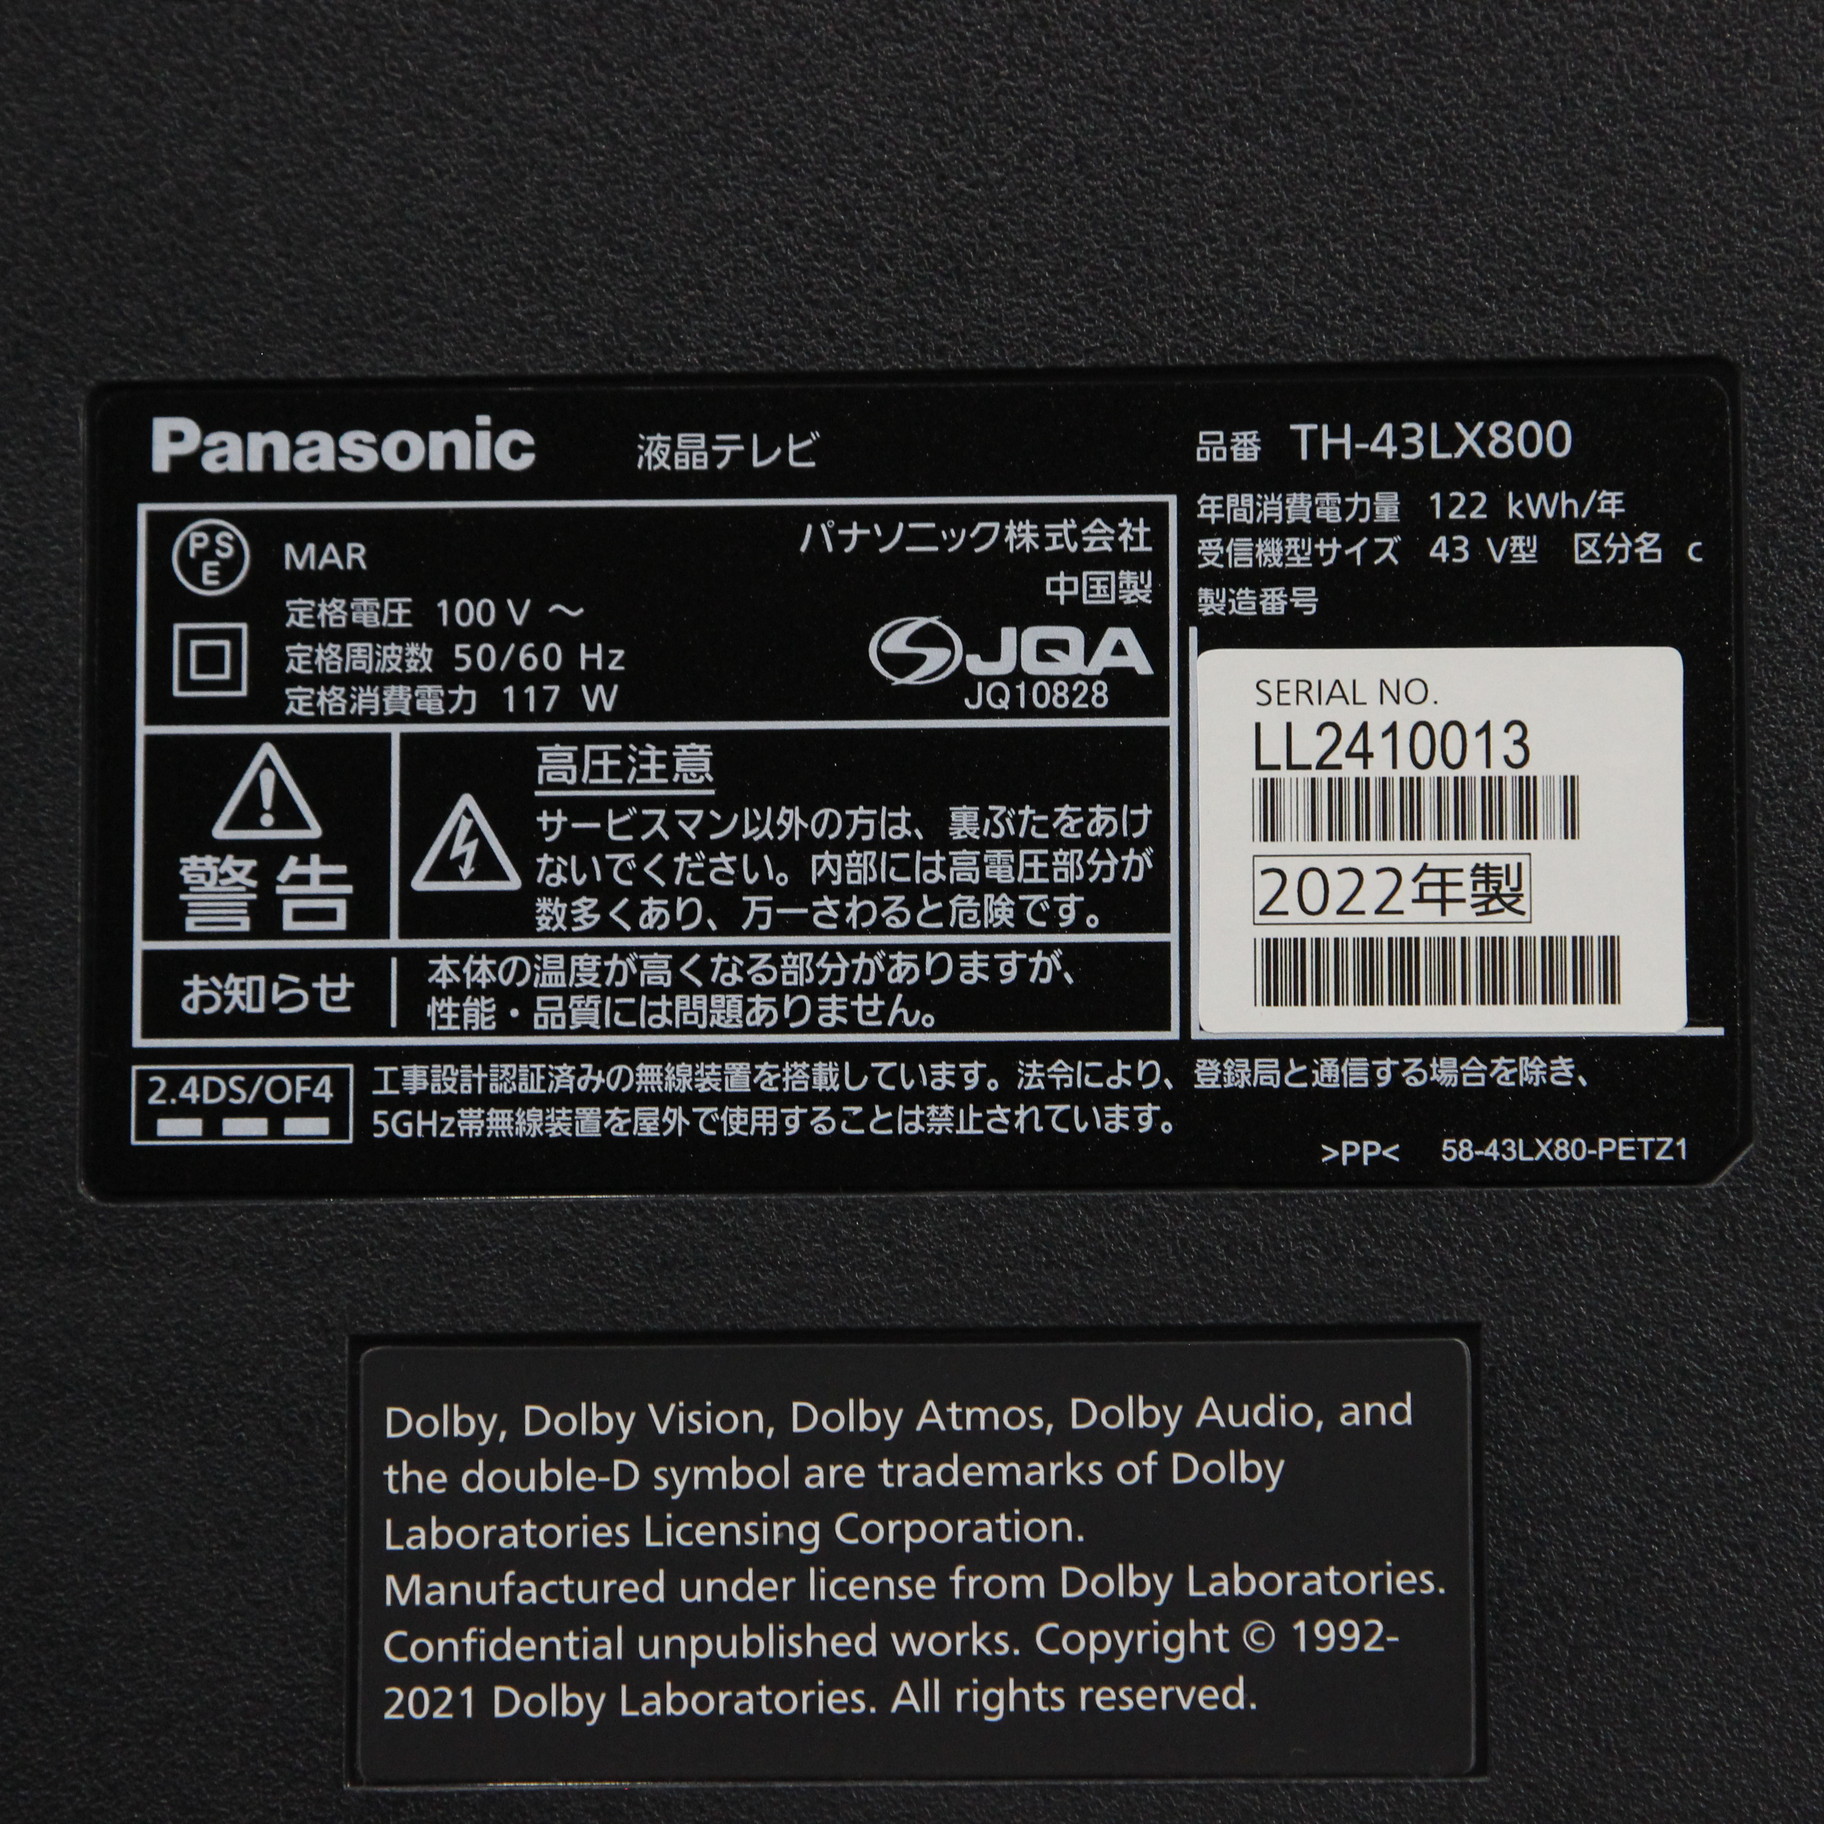 Panasonic 液晶テレビ
PSE MAR
パナソニック株式会社
中国製
定格電圧 100 V ～
定格周波数 50/60 Hz
定格消費電力 117 W
JQA
JQ10828
警告
高圧注意
サービスマン以外の方は、裏ぶたをあけ
ないでください。内部には高電圧部分が
数多くあり、万一さわると危険です。
お知らせ
本体の温度が高くなる部分がありますが、
性能・品質には問題ありません。
品番 TH-43LX800
年間消費電力量 122 kWh/年
受信機型サイズ 43 V型 区分名 c
製造番号
SERIAL NO.
LL2410013
2022年製
2.4DS/OF4
工事設計認証済みの無線装置を搭載しています。法令により、登録局と通信する場合を除き、
5GHz帯無線装置を屋外で使用することは禁止されています。
>PP< 58-43LX80-PETZ1
Dolby, Dolby Vision, Dolby Atmos, Dolby Audio, and
the double-D symbol are trademarks of Dolby
Laboratories Licensing Corporation.
Manufactured under license from Dolby Laboratories.
Confidential unpublished works. Copyright © 1992-
2021 Dolby Laboratories. All rights reserved.